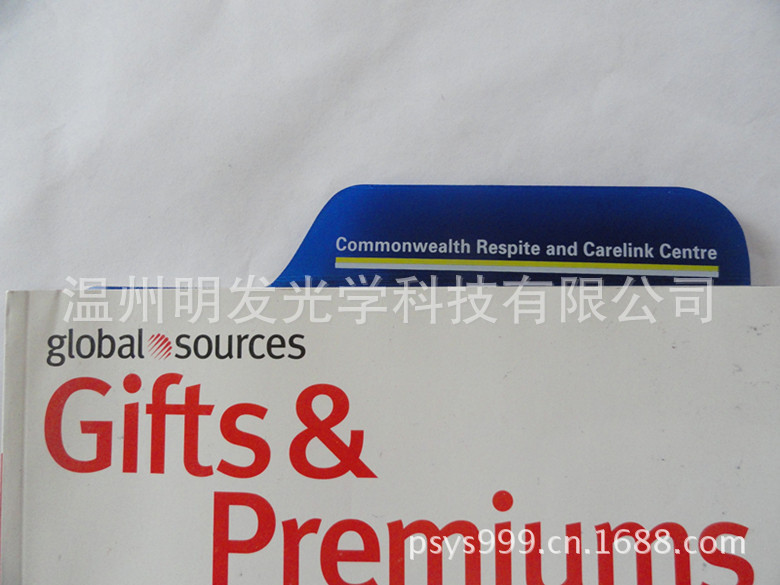 Commonwealth Respite and Carelink Centre
温州明发光学科技有限公司
global sources
Gifts &
Premiums
psys999.cn.1688.com